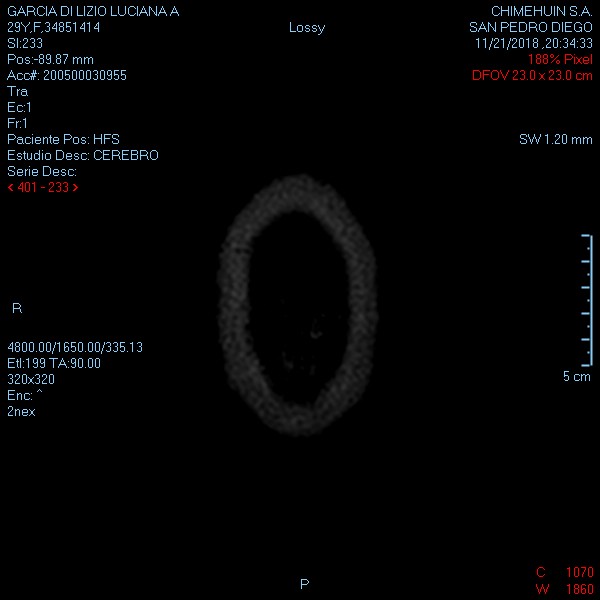 GARCIA DI LIZIO LUCIANA A
29Y,F,34851414
Sl:233
Pos:-89.87 mm
Acc#: 200500030955
Tra
Ec:1
Fr:1
Paciente Pos: HFS
Estudio Desc: CEREBRO
Serie Desc:
< 401 - 233 >
Lossy
CHIMEHUIN S.A.
SAN PEDRO DIEGO
11/21/2018 ,20:34:33
188% Pixel
DFOV 23.0 x 23.0 cm
SW 1.20 mm
R
4800.00/1650.00/335.13
Etl:199 TA:90.00
320x320
Enc: ^
2nex
5 cm
P
C 1070
W 1860